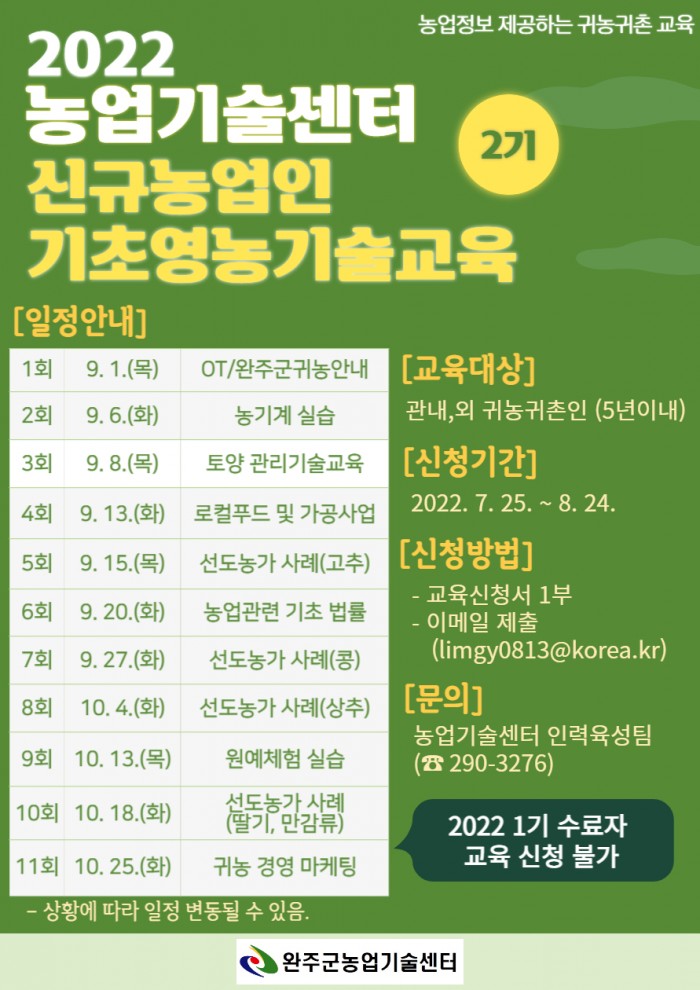 농업정보 제공하는 귀농귀촌 교육
2022
농업기술센터
2기
신규농업인
기초영농기술교육
[일정안내]
1회 9. 1.(목) OT/완주군귀농안내
2회 9. 6.(화) 농기계 실습
3회 9. 8.(목) 토양 관리기술교육
4회 9. 13.(화) 로컬푸드 및 가공사업
5회 9. 15.(목) 선도농가 사례(고추)
6회 9. 20.(화) 농업관련 기초 법률
7회 9. 27.(화) 선도농가 사례(콩)
8회 10. 4.(화) 선도농가 사례(상추)
9회 10. 13.(목) 원예체험 실습
10회 10. 18.(화) 선도농가 사례
(딸기, 만감류)
11회 10. 25.(화) 귀농 경영 마케팅
– 상황에 따라 일정 변동될 수 있음.
[교육대상]
관내,외 귀농귀촌인 (5년이내)
[신청기간]
2022. 7. 25. ~ 8. 24.
[신청방법]
- 교육신청서 1부
- 이메일 제출
(limgy0813@korea.kr)
[문의]
농업기술센터 인력육성팀
(☎ 290-3276)
2022 1기 수료자
교육 신청 불가
완주군농업기술센터